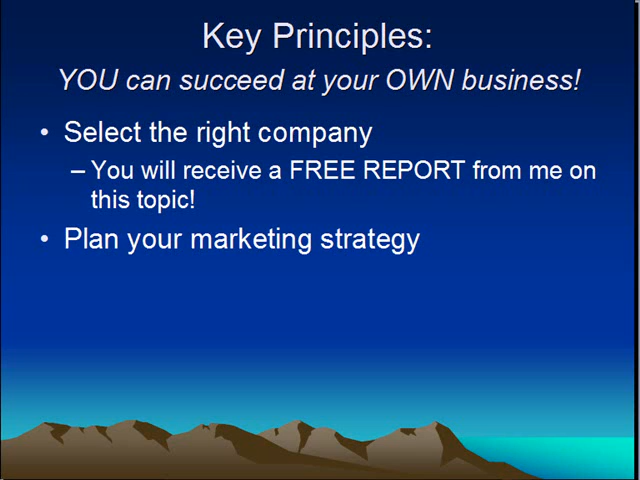 Key Principles:
YOU can succeed at your OWN business!
• Select the right company
– You will receive a FREE REPORT from me on
this topic!
• Plan your marketing strategy